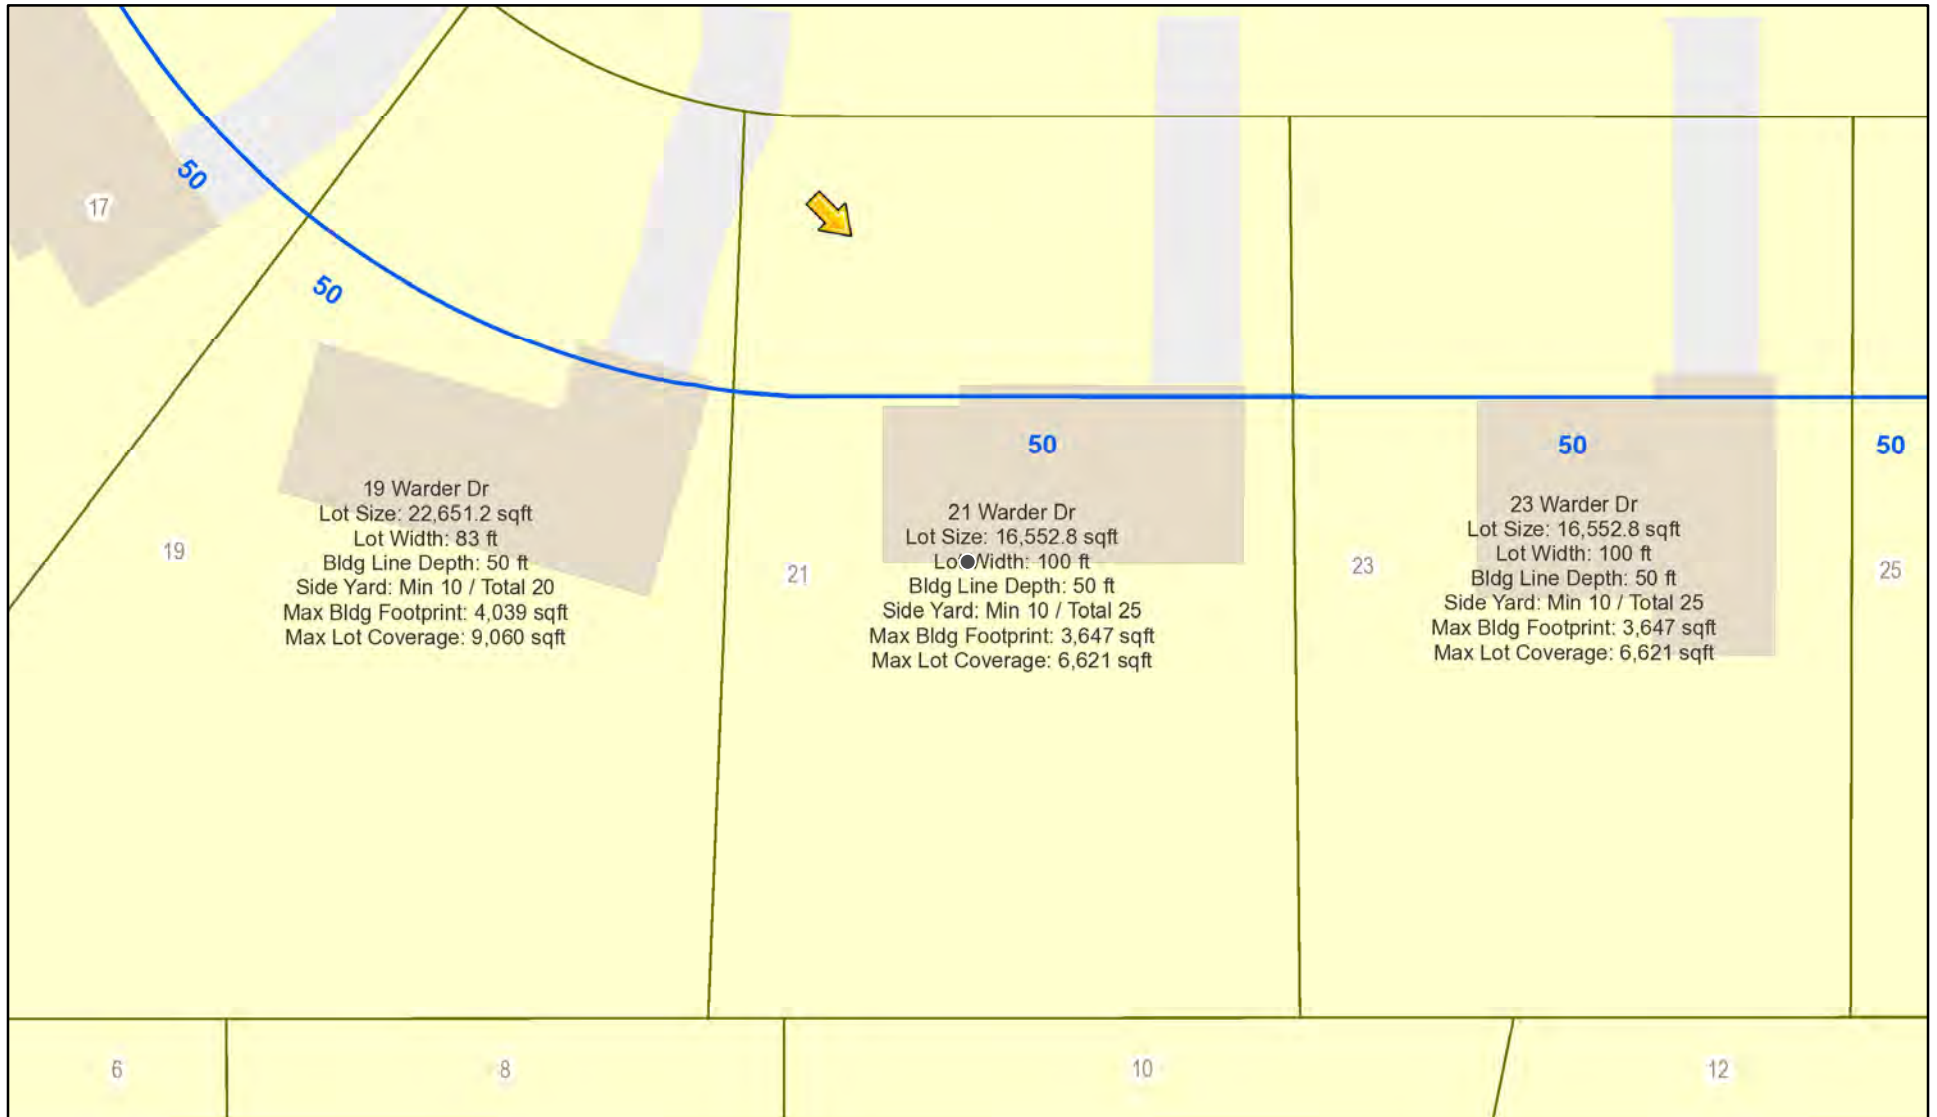 50
17
50
50
50
50
19 Warder Dr
Lot Size: 22,651.2 sqft
Lot Width: 83 ft
Bldg Line Depth: 50 ft
Side Yard: Min 10 / Total 20
Max Bldg Footprint: 4,039 sqft
Max Lot Coverage: 9,060 sqft
19
21 Warder Dr
Lot Size: 16,552.8 sqft
Lot Width: 100 ft
Bldg Line Depth: 50 ft
Side Yard: Min 10 / Total 25
Max Bldg Footprint: 3,647 sqft
Max Lot Coverage: 6,621 sqft
21
23 Warder Dr
Lot Size: 16,552.8 sqft
Lot Width: 100 ft
Bldg Line Depth: 50 ft
Side Yard: Min 10 / Total 25
Max Bldg Footprint: 3,647 sqft
Max Lot Coverage: 6,621 sqft
23
25
6
8
10
12